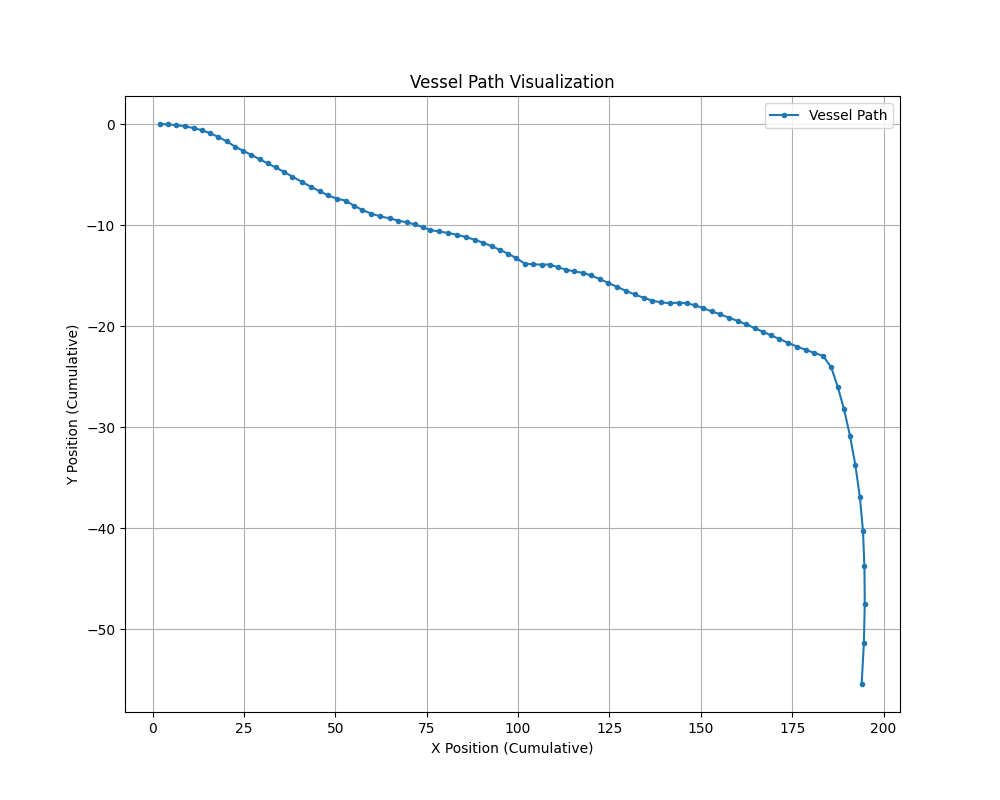 Vessel Path Visualization
Vessel Path
Y Position (Cumulative)
0
−10
−20
−30
−40
−50
0 25 50 75 100 125 150 175 200
X Position (Cumulative)